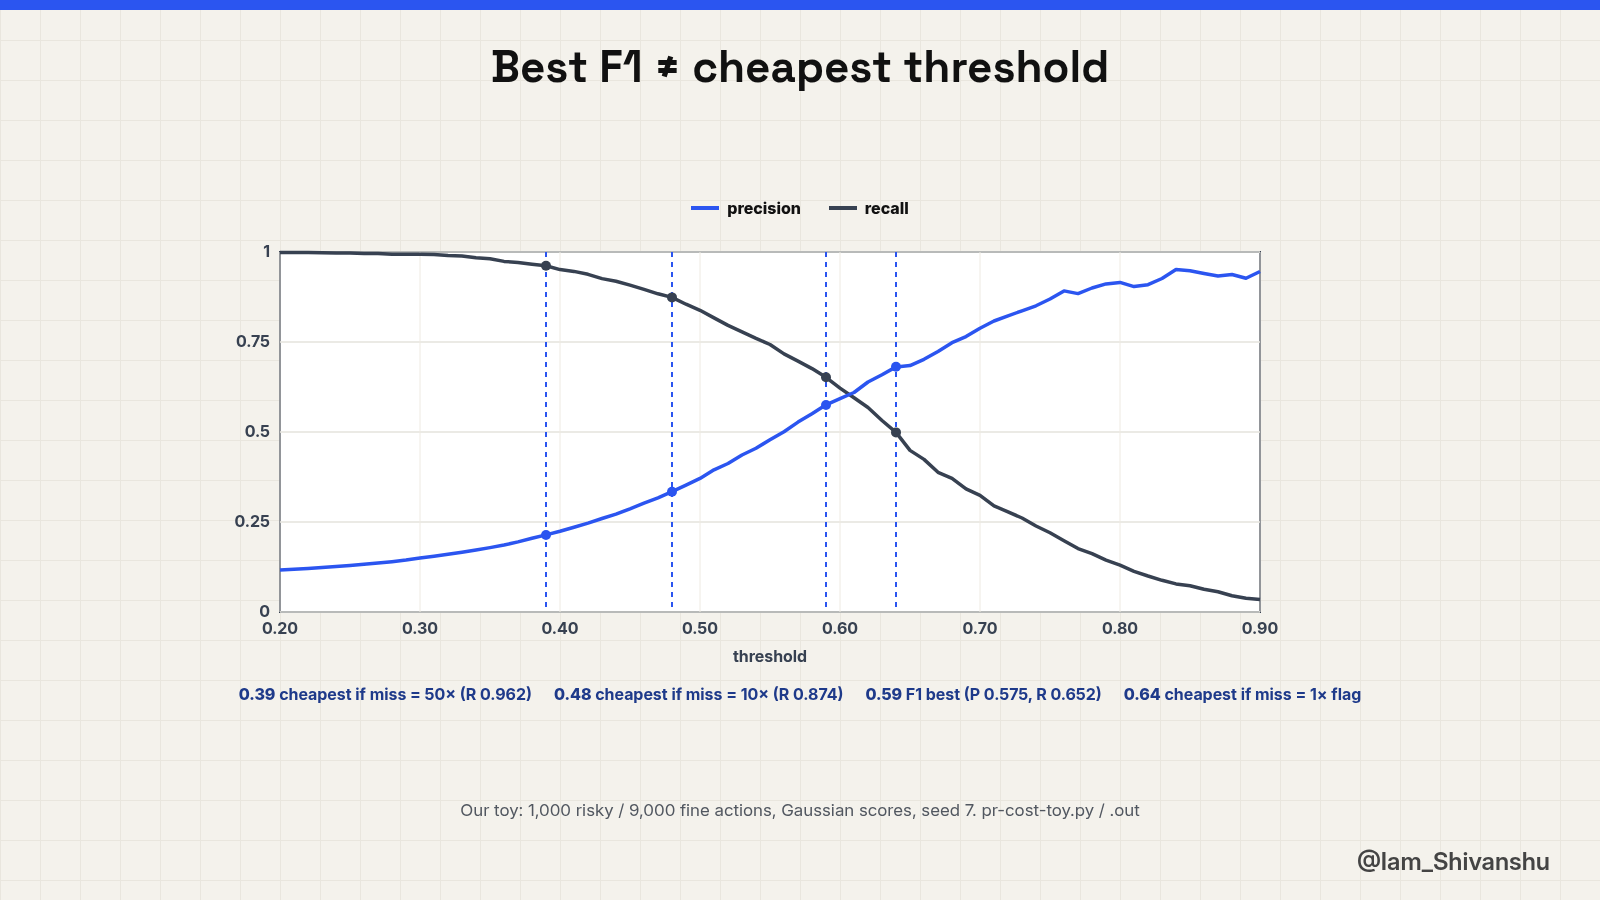 Best F1 ≠ cheapest threshold
precision recall
1
0.75
0.5
0.25
0
0.20 0.30 0.40 0.50 0.60 0.70 0.80 0.90
threshold
0.39 cheapest if miss = 50× (R 0.962) 0.48 cheapest if miss = 10× (R 0.874) 0.59 F1 best (P 0.575, R 0.652) 0.64 cheapest if miss = 1× flag
Our toy: 1,000 risky / 9,000 fine actions, Gaussian scores, seed 7. pr-cost-toy.py / .out
@Iam_Shivanshu